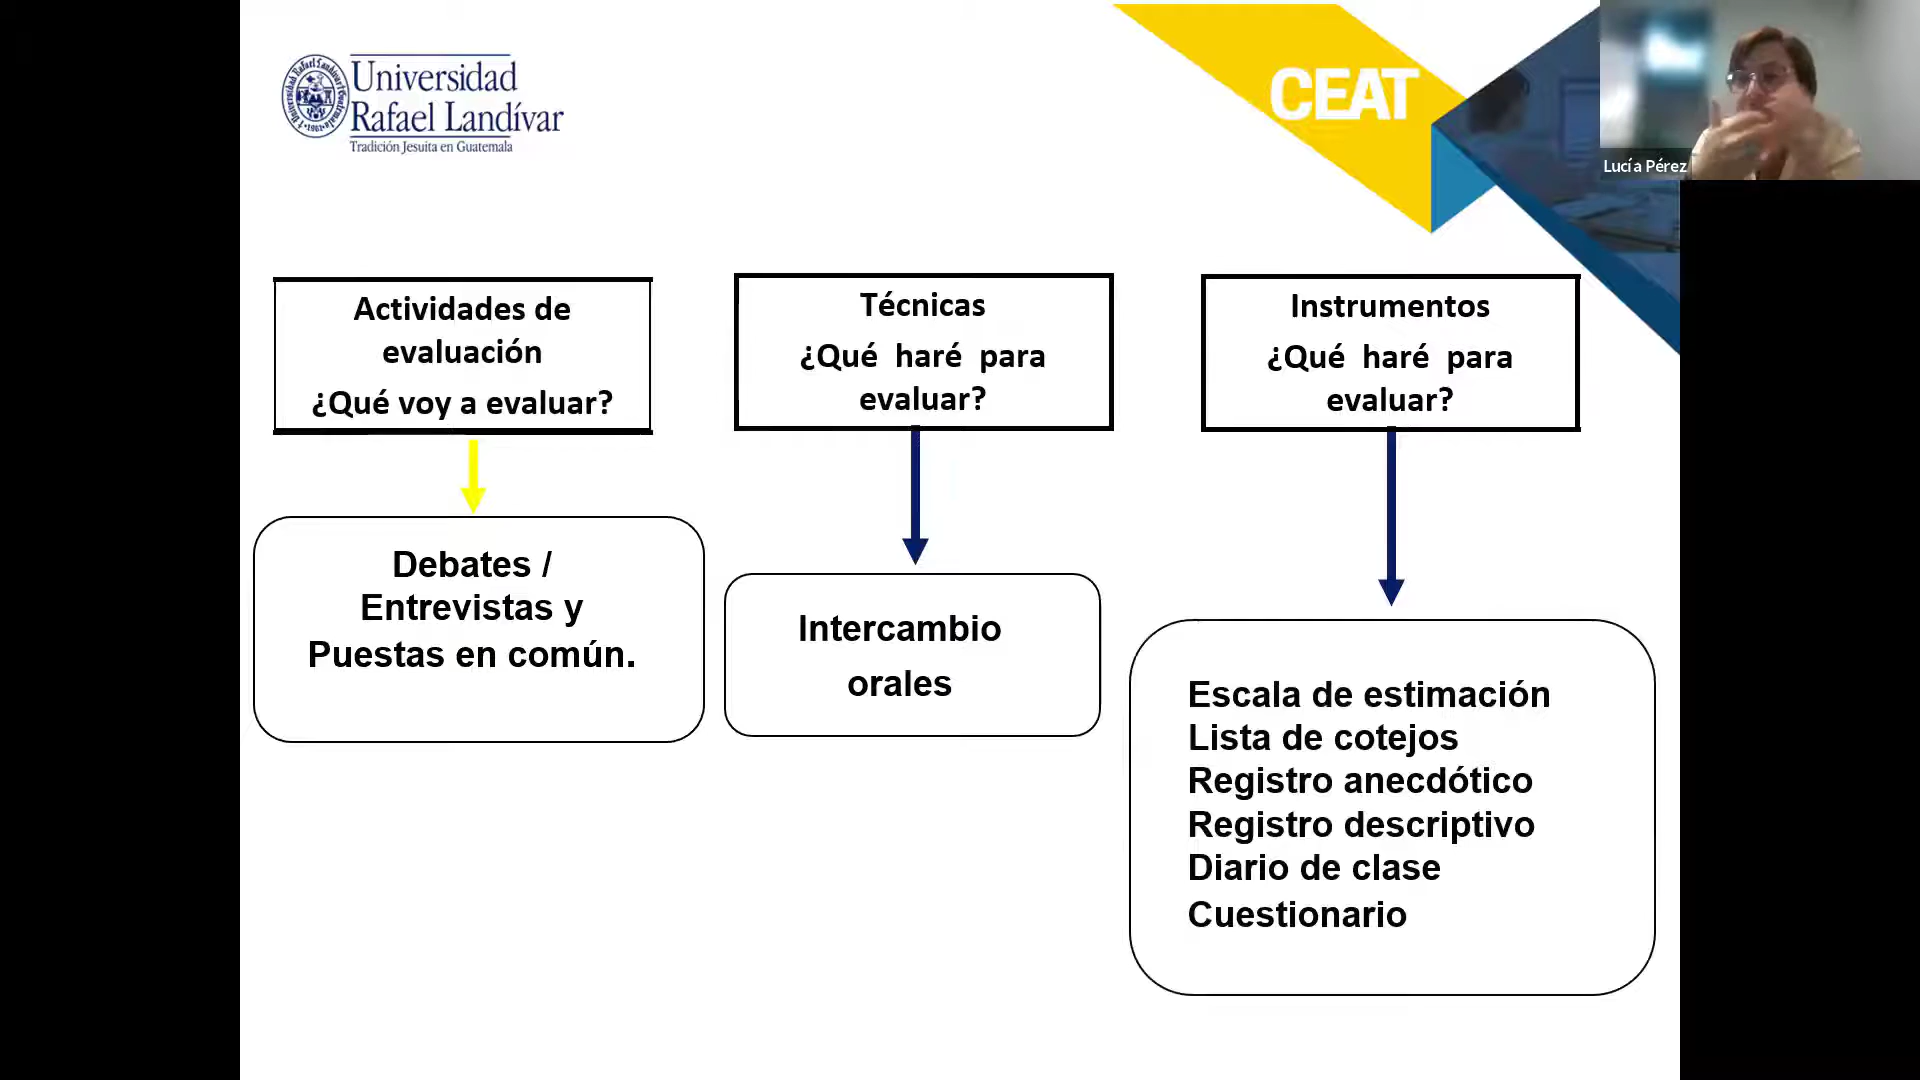 Universidad
Rafael Landívar
Tradición Jesuita en Guatemala
CEAT
Lucía Pérez
Actividades de
evaluación
¿Qué voy a evaluar?
Técnicas
¿Qué haré para
evaluar?
Instrumentos
¿Qué haré para
evaluar?
Debates /
Entrevistas y
Puestas en común.
Intercambio
orales
Escala de estimación
Lista de cotejos
Registro anecdótico
Registro descriptivo
Diario de clase
Cuestionario